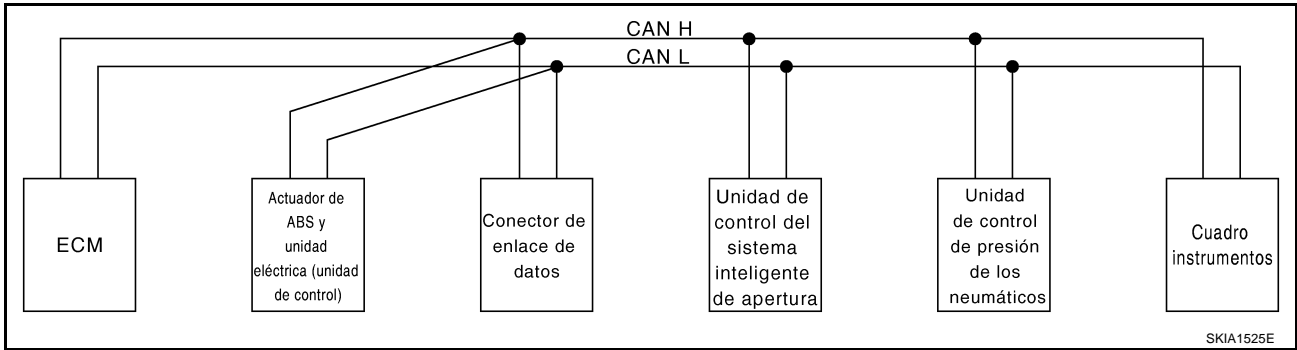 CAN H
CAN L
ECM
Actuador de
ABS y
unidad
eléctrica (unidad
de control)
Conector de
enlace de
datos
Unidad de
control del
sistema
inteligente
de apertura
Unidad
de control
de presión
de los
neumáticos
Cuadro
instrumentos
SKIA1525E